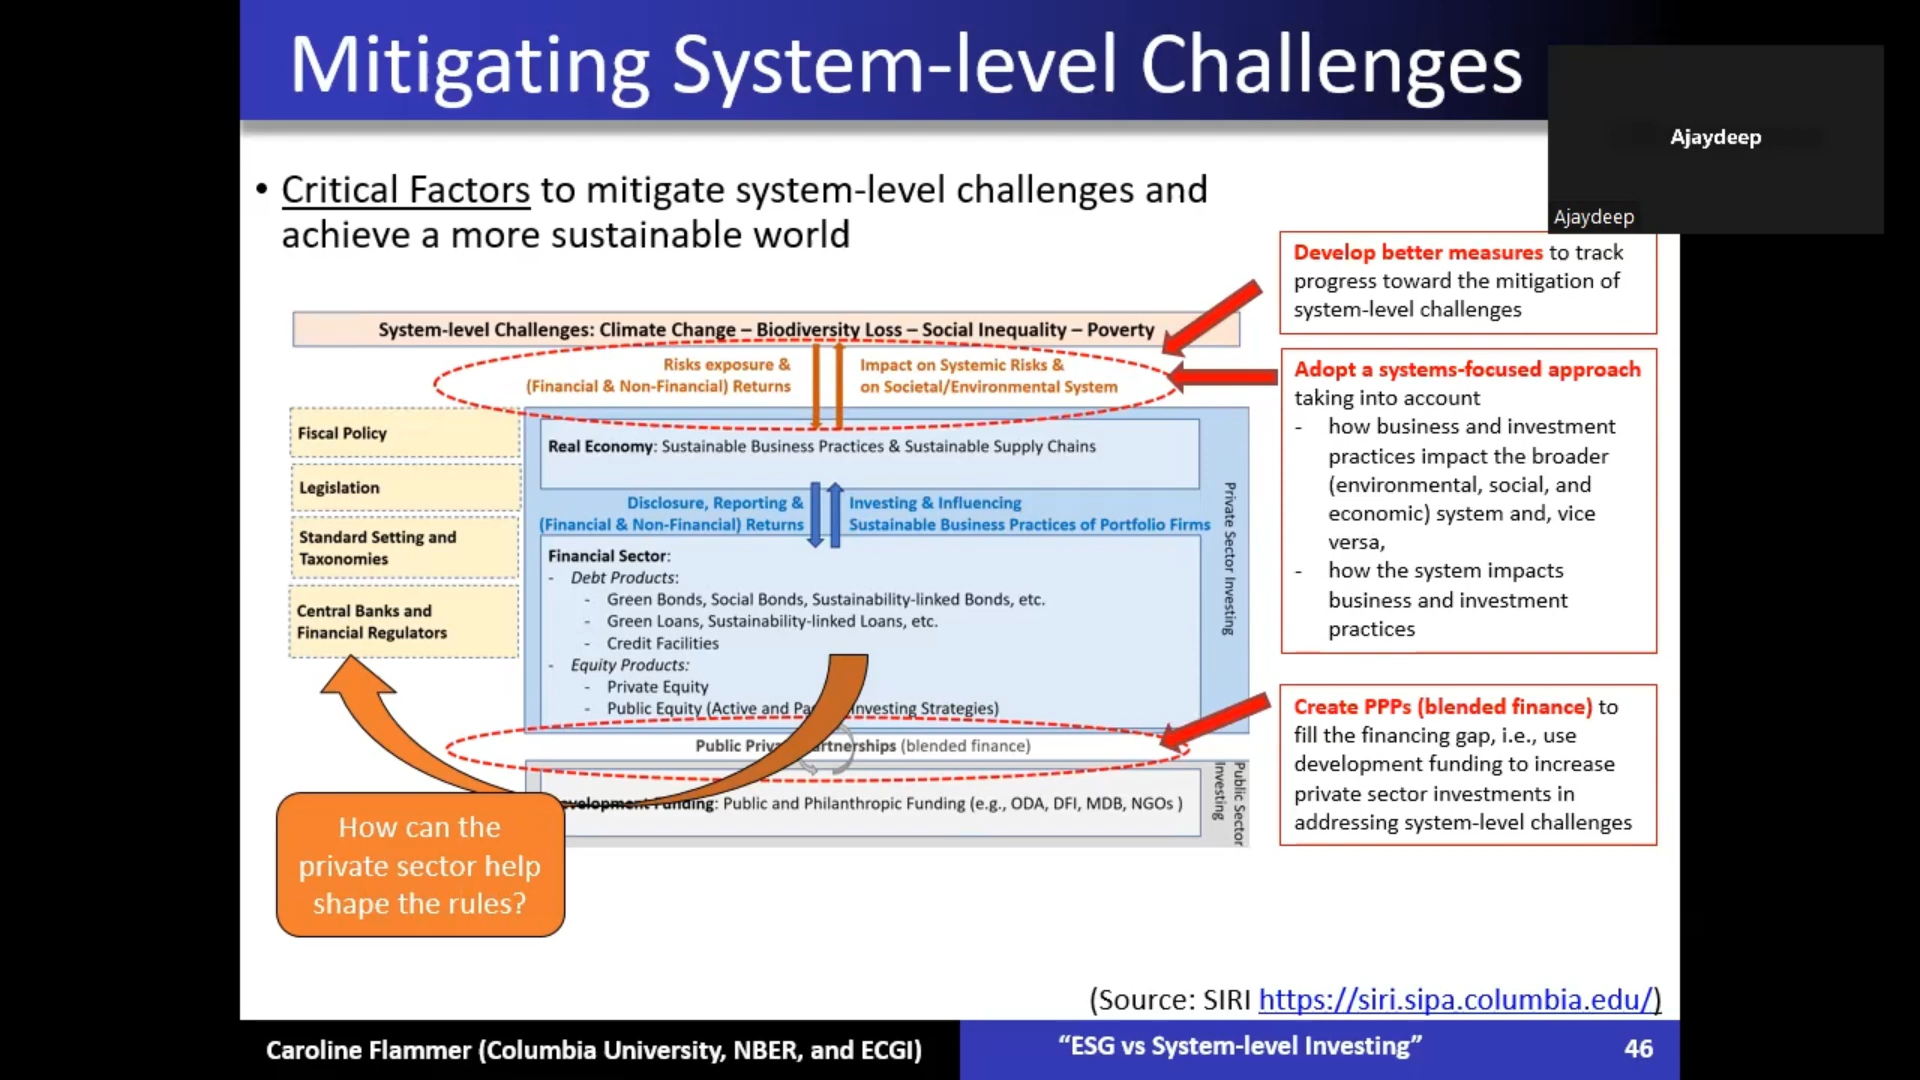 Mitigating System-level Challenges
Ajaydeep
Ajaydeep
• Critical Factors to mitigate system-level challenges and
achieve a more sustainable world
System-level Challenges: Climate Change – Biodiversity Loss – Social Inequality – Poverty
Risks exposure &
(Financial & Non-Financial) Returns
Impact on Systemic Risks &
on Societal/Environmental System
Fiscal Policy
Legislation
Standard Setting and
Taxonomies
Central Banks and
Financial Regulators
Real Economy: Sustainable Business Practices & Sustainable Supply Chains
Disclosure, Reporting &
(Financial & Non-Financial) Returns
Investing & Influencing
Sustainable Business Practices of Portfolio Firms
Financial Sector:
- Debt Products:
- Green Bonds, Social Bonds, Sustainability-linked Bonds, etc.
- Green Loans, Sustainability-linked Loans, etc.
- Credit Facilities
- Equity Products:
- Private Equity
- Public Equity (Active and Investing Strategies)
Private Sector Investing
Public (blended finance)
Funding: Public and Philanthropic Funding (e.g., ODA, DFI, MDB, NGOs )
Public Sector
Investing
How can the
private sector help
shape the rules?
Develop better measures to track
progress toward the mitigation of
system-level challenges
Adopt a systems-focused approach
taking into account
- how business and investment
practices impact the broader
(environmental, social, and
economic) system and, vice
versa,
- how the system impacts
business and investment
practices
Create PPPs (blended finance) to
fill the financing gap, i.e., use
development funding to increase
private sector investments in
addressing system-level challenges
(Source: SIRI https://siri.sipa.columbia.edu/)
Caroline Flammer (Columbia University, NBER, and ECGI)
“ESG vs System-level Investing”
46